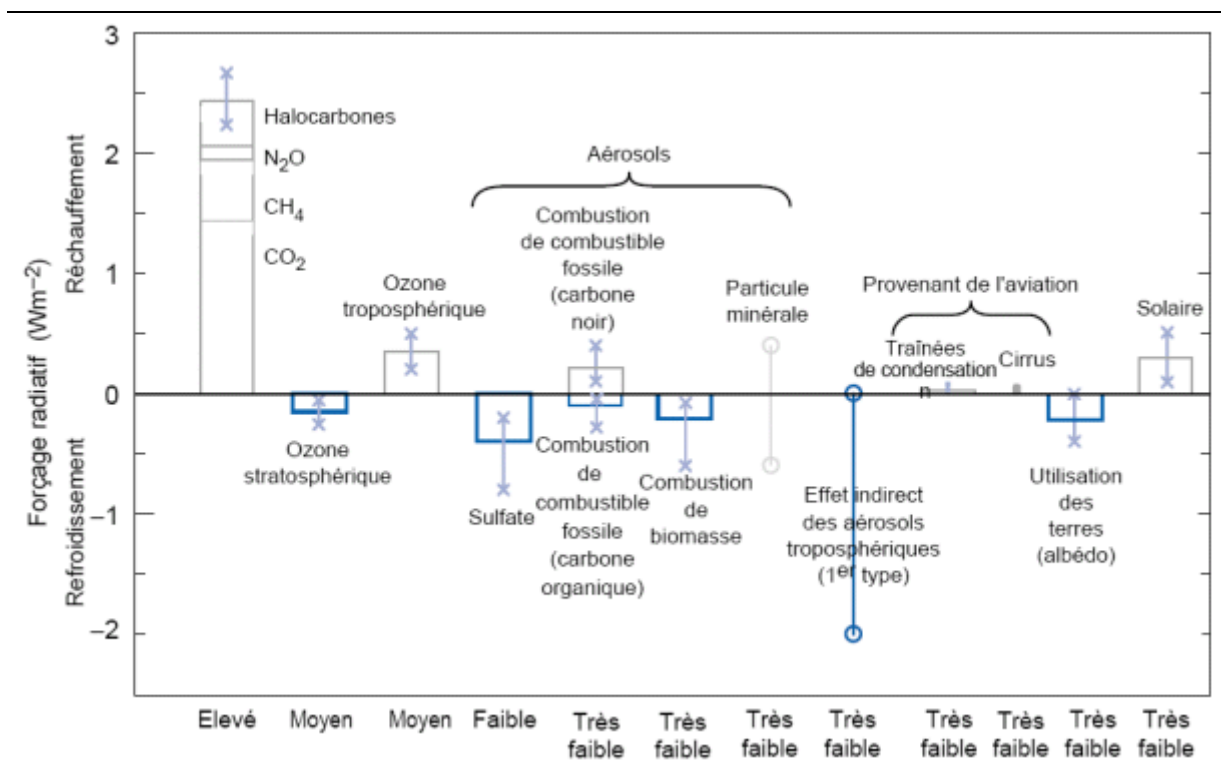 3
2
1
0
−1
−2
Forçage radiatif (Wm−2)
Réchauffement
Refroidissement
Halocarbones
N2O
CH4
CO2
Ozone
stratosphérique
Ozone
troposphérique
Aérosols
Sulfate
Combustion
de combustible
fossile
(carbone
noir)
Combustion
de
combustible
fossile
(carbone
organique)
Combustion
de
biomasse
Particule
minérale
Effet indirect
des aérosols
troposphériques
(1er type)
Provenant de l'aviation
Traînées
de condensation
n
Cirrus
Utilisation
des
terres
(albédo)
Solaire
Elevé
Moyen
Moyen
Faible
Très
faible
Très
faible
Très
faible
Très
faible
Très
faible
Très
faible
Très
faible
Très
faible